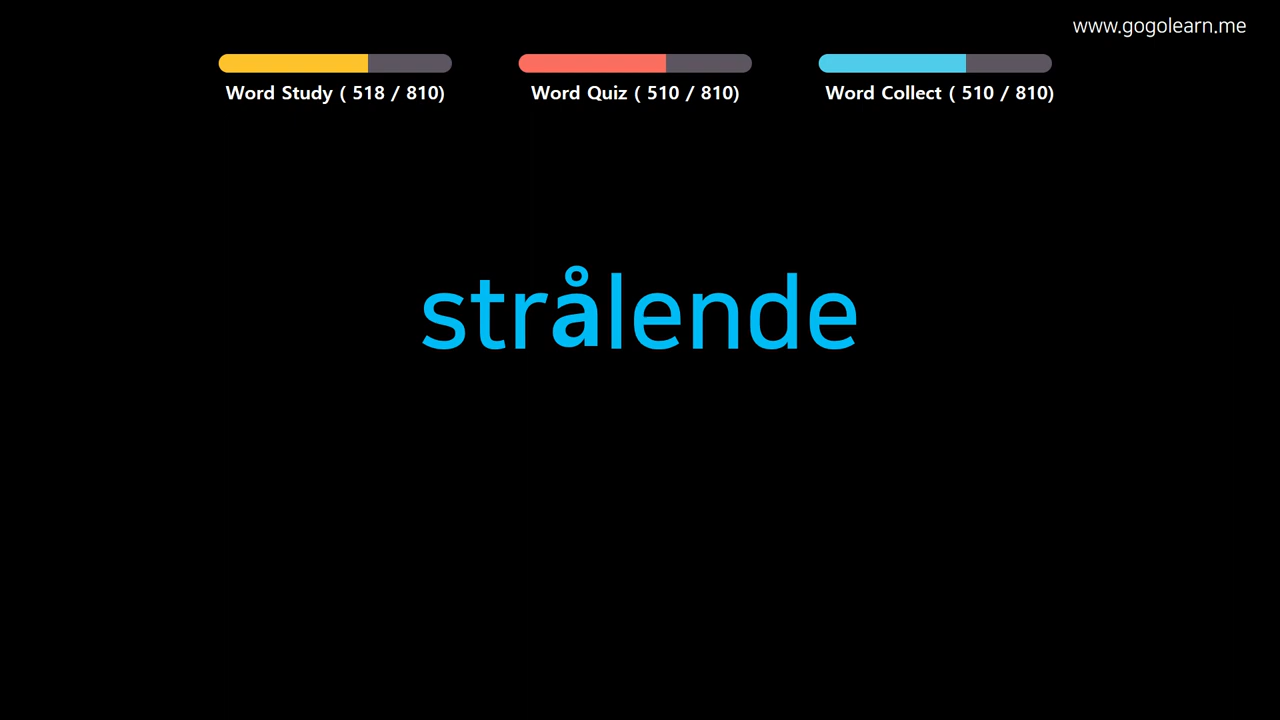 www.gogolearn.me
Word Study ( 518 / 810)
Word Quiz ( 510 / 810)
Word Collect ( 510 / 810)
strålende